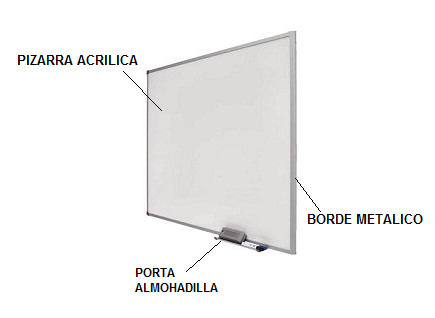 PIZARRA ACRILICA
BORDE METALICO
PORTA
ALMOHADILLA